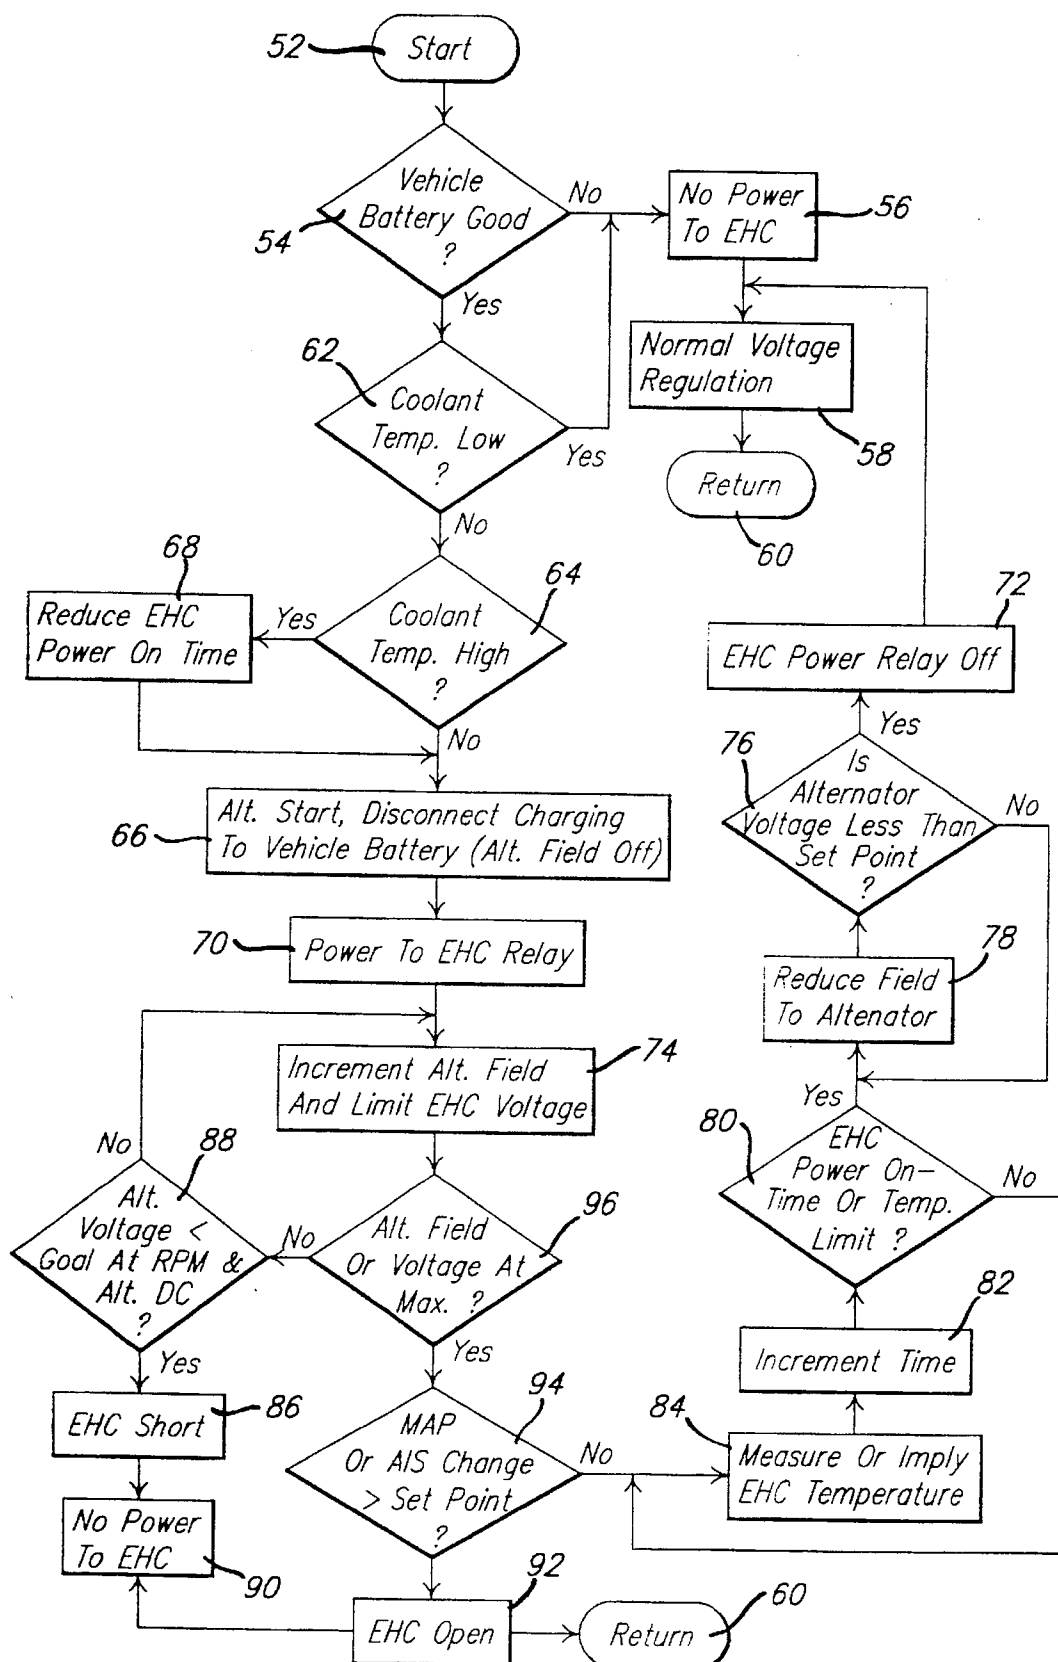 52
Start
Vehicle
Battery Good
?
54
No
Yes
No Power
To EHC
56
Normal Voltage
Regulation
58
Return
60
62
Coolant
Temp. Low
?
Yes
No
64
Coolant
Temp. High
?
Yes
No
68
Reduce EHC
Power On Time
66
Alt. Start, Disconnect Charging
To Vehicle Battery (Alt. Field Off)
70
Power To EHC Relay
74
Increment Alt. Field
And Limit EHC Voltage
96
Alt. Field
Or Voltage At
Max. ?
No
Yes
88
Alt.
Voltage <
Goal At RPM &
Alt. DC
?
No
Yes
EHC Short
86
No Power
To EHC
90
94
MAP
Or AIS Change
> Set Point
?
No
92
EHC Open
Return
60
84
Measure Or Imply
EHC Temperature
82
Increment Time
80
EHC
Power On-
Time Or Temp.
Limit ?
Yes
No
78
Reduce Field
To Altenator
76
Is
Alternator
Voltage Less Than
Set Point
?
Yes
No
72
EHC Power Relay Off